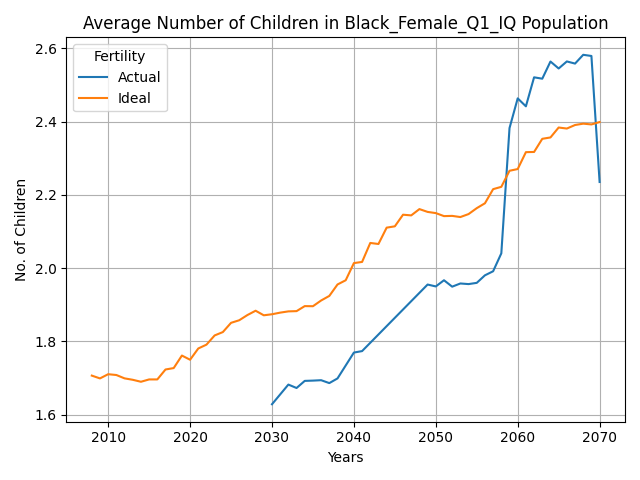 Average Number of Children in Black_Female_Q1_IQ Population
Fertility
Actual
Ideal
No. of Children
2.6
2.4
2.2
2.0
1.8
1.6
2010 2020 2030 2040 2050 2060 2070
Years